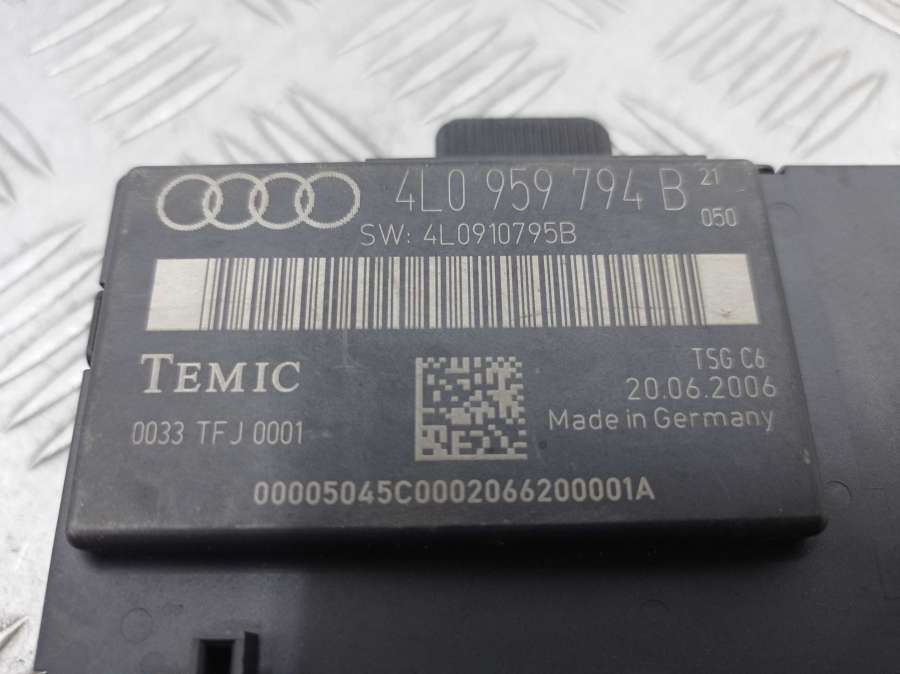 4L0 959 794 B 21
050
SW: 4L0910795B
TEMIC
TSG C6
20.06.2006
0033 TFJ 0001
Made in Germany
00005045C0002066200001A